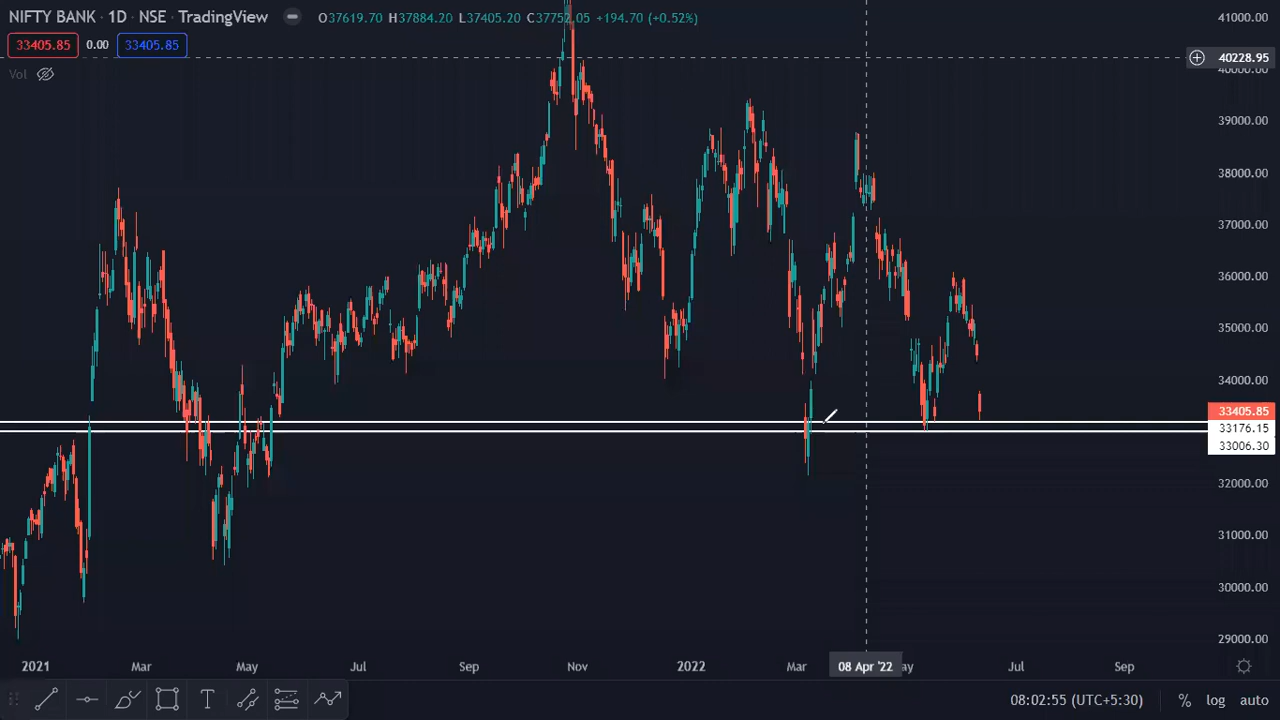 NIFTY BANK · 1D · NSE · TradingView
O37619.70 H37884.20 L37405.20 C37752.05 +194.70 (+0.52%)
33405.85 0.00 33405.85
Vol
41000.00
40228.95
40000.00
39000.00
38000.00
37000.00
36000.00
35000.00
34000.00
33405.85
33176.15
33006.30
32000.00
31000.00
30000.00
29000.00
2021 Mar May Jul Sep Nov 2022 Mar 08 Apr '22 ay Jul Sep
08:02:55 (UTC+5:30) % log auto